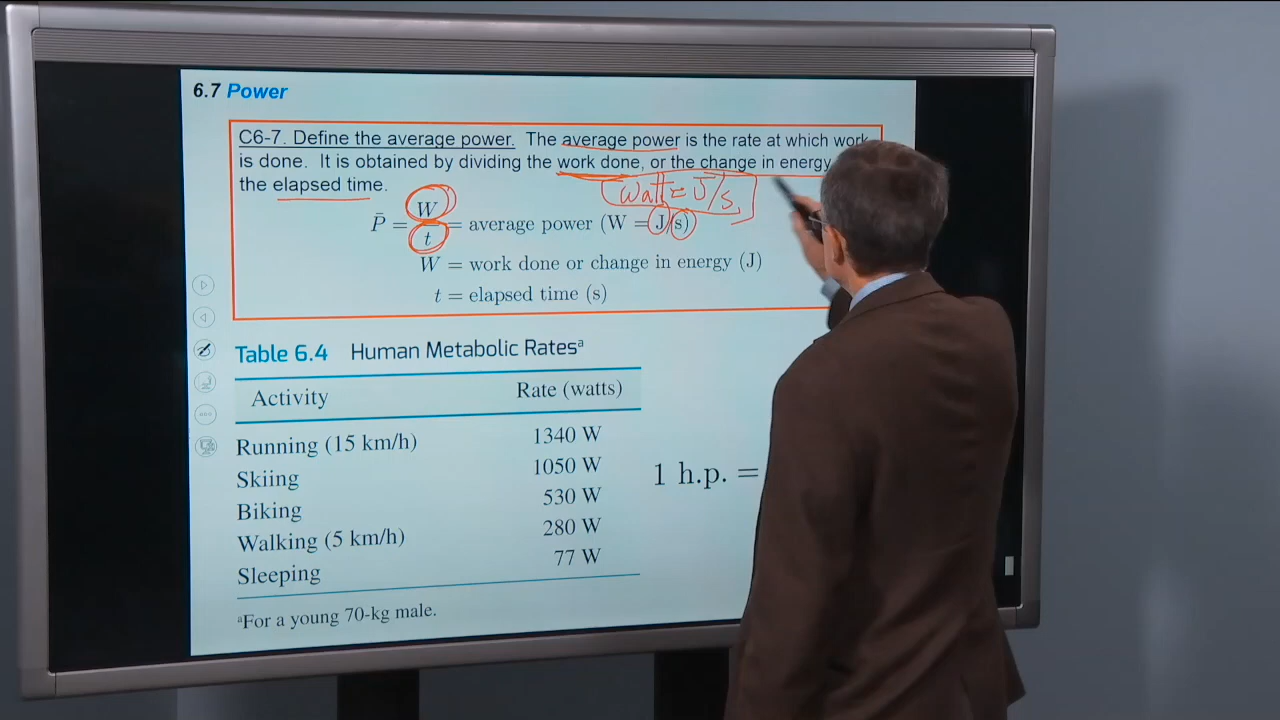 6.7 Power
C6-7. Define the average power. The average power is the rate at which work
is done. It is obtained by dividing the work done, or the change in energy
the elapsed time.
Watt = J/s
P̄ = W/t = average power (W = J/s)
W = work done or change in energy (J)
t = elapsed time (s)
Table 6.4 Human Metabolic Ratesᵃ
Activity Rate (watts)
Running (15 km/h) 1340 W
Skiing 1050 W
Biking 530 W
Walking (5 km/h) 280 W
Sleeping 77 W
ᵃFor a young 70-kg male.
1 h.p. =